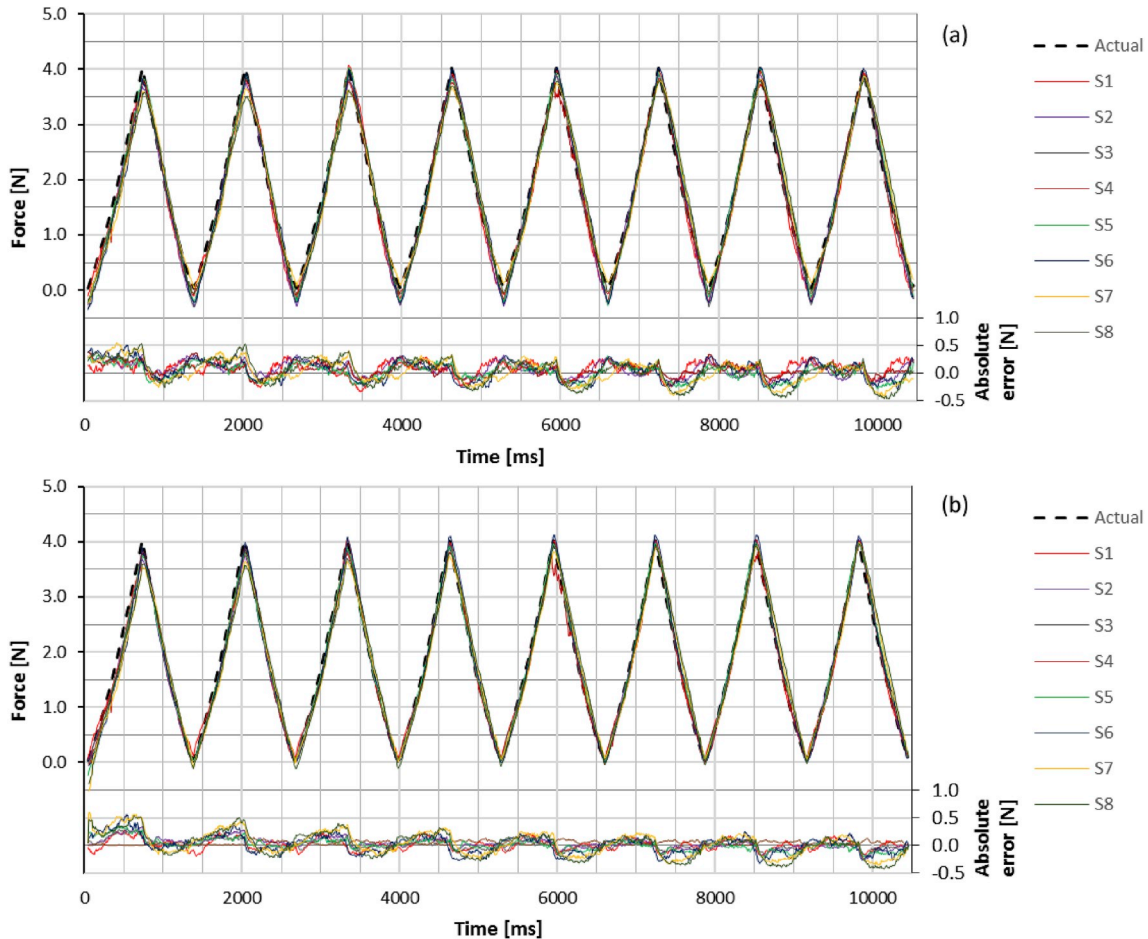 (a)
Force [N]
5.0
4.0
3.0
2.0
1.0
0.0
1.0
0.5
0.0
-0.5
Absolute
error [N]
0 2000 4000 6000 8000 10000
Time [ms]
Actual
S1
S2
S3
S4
S5
S6
S7
S8
(b)
Force [N]
5.0
4.0
3.0
2.0
1.0
0.0
1.0
0.5
0.0
-0.5
Absolute
error [N]
0 2000 4000 6000 8000 10000
Time [ms]
Actual
S1
S2
S3
S4
S5
S6
S7
S8